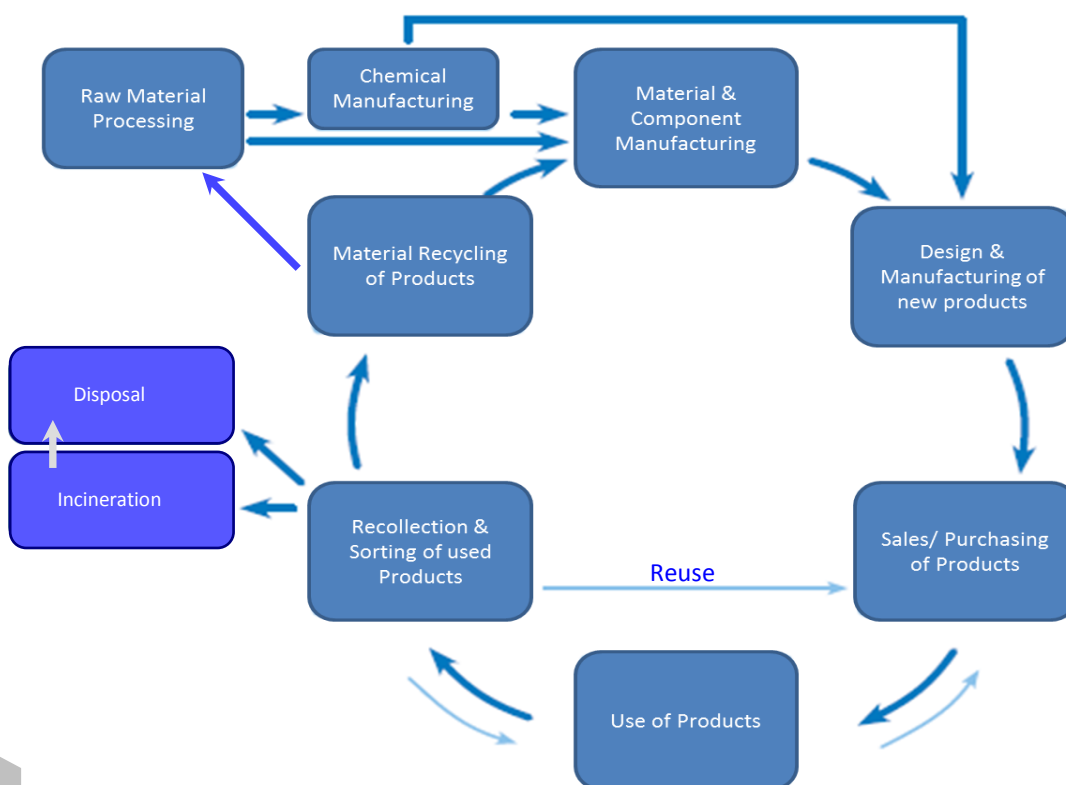 Raw Material
Processing
Chemical
Manufacturing
Material &
Component
Manufacturing
Material Recycling
of Products
Design &
Manufacturing of
new products
Disposal
Incineration
Recollection &
Sorting of used
Products
Reuse
Sales/ Purchasing
of Products
Use of Products